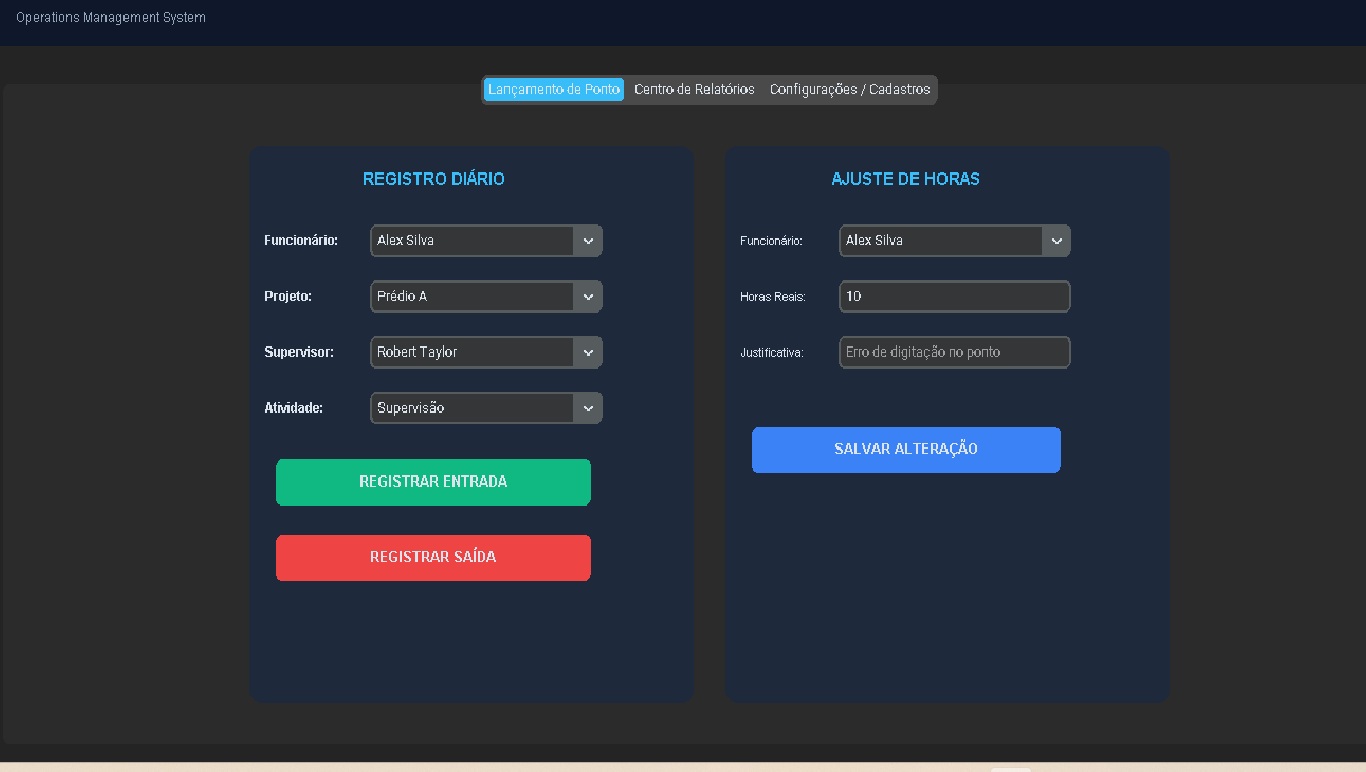 Operations Management System
Lançamento de Ponto Centro de Relatórios Configurações / Cadastros
REGISTRO DIÁRIO
Funcionário: Alex Silva
Projeto: Prédio A
Supervisor: Robert Taylor
Atividade: Supervisão
REGISTRAR ENTRADA
REGISTRAR SAÍDA
AJUSTE DE HORAS
Funcionário: Alex Silva
Horas Reais: 10
Justificativa: Erro de digitação no ponto
SALVAR ALTERAÇÃO